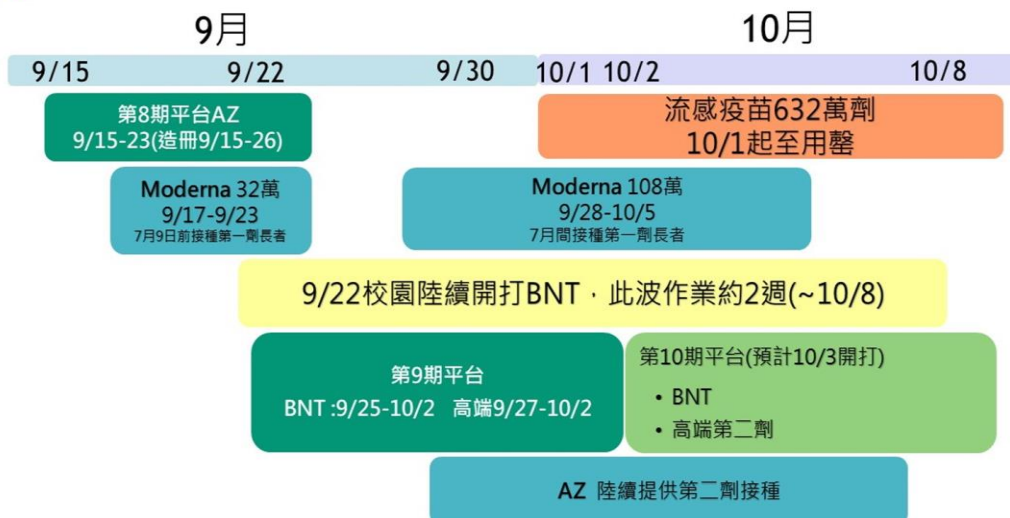 9月
10月
9/15
9/22
9/30
10/1
10/2
10/8
第8期平台AZ
9/15-23(造冊9/15-26)
流感疫苗632萬劑
10/1起至用罄
Moderna 32萬
9/17-9/23
7月9日前接種第一劑長者
Moderna 108萬
9/28-10/5
7月間接種第一劑長者
9/22校園陸續開打BNT，此波作業約2週(~10/8)
第9期平台
BNT :9/25-10/2 高端9/27-10/2
第10期平台(預計10/3開打)
• BNT
• 高端第二劑
AZ 陸續提供第二劑接種